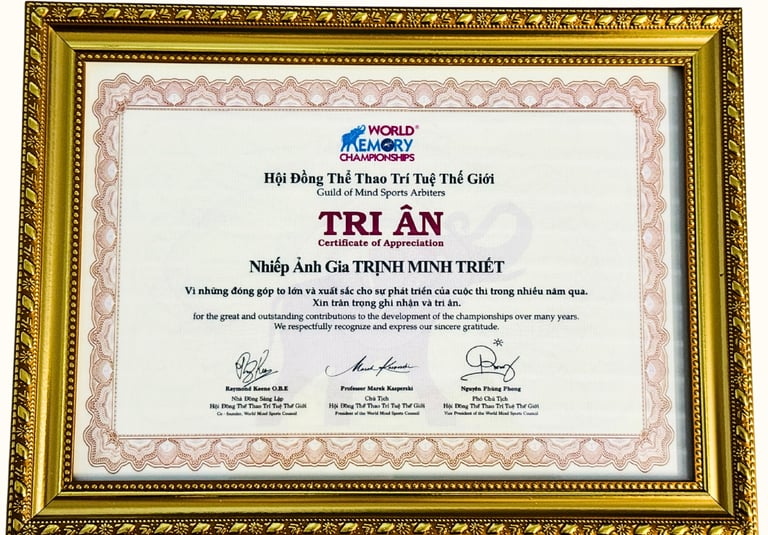 WORLD®
MEMORY
CHAMPIONSHIPS
Hội Đồng Thể Thao Trí Tuệ Thế Giới
Guild of Mind Sports Arbiters
TRI ÂN
Certificate of Appreciation
Nhiếp Ảnh Gia TRỊNH MINH TRIẾT
Vì những đóng góp to lớn và xuất sắc cho sự phát triển của cuộc thi trong nhiều năm qua.
Xin trân trọng ghi nhận và tri ân.
for the great and outstanding contributions to the development of the championships over many years.
We respectfully recognize and express our sincere gratitude.
Raymond Keene O.B.E Professor Marek Kasperski Nguyễn Phùng Phong
Nhà Đồng Sáng Lập Chủ Tịch Phó Chủ Tịch
Hội Đồng Thể Thao Trí Tuệ Thế Giới Hội Đồng Thể Thao Trí Tuệ Thế Giới Hội Đồng Thể Thao Trí Tuệ Thế Giới
Co - founder, World Mind Sports Council President of the World Mind Sports Council Vice President of the World Mind Sports Council